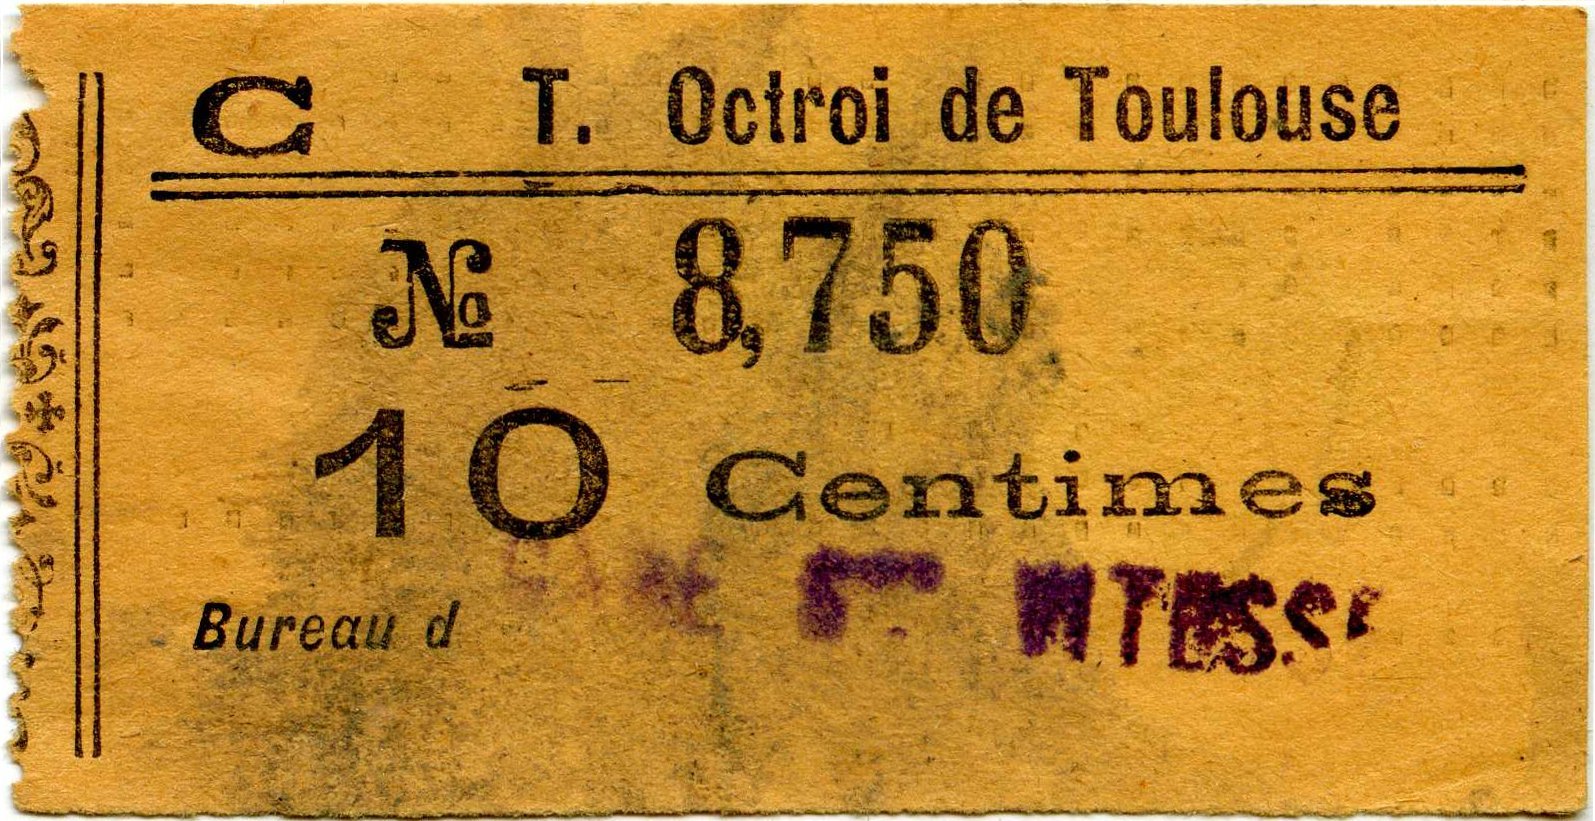 C T. Octroi de Toulouse
№ 8,750
10 Centimes
Bureau d